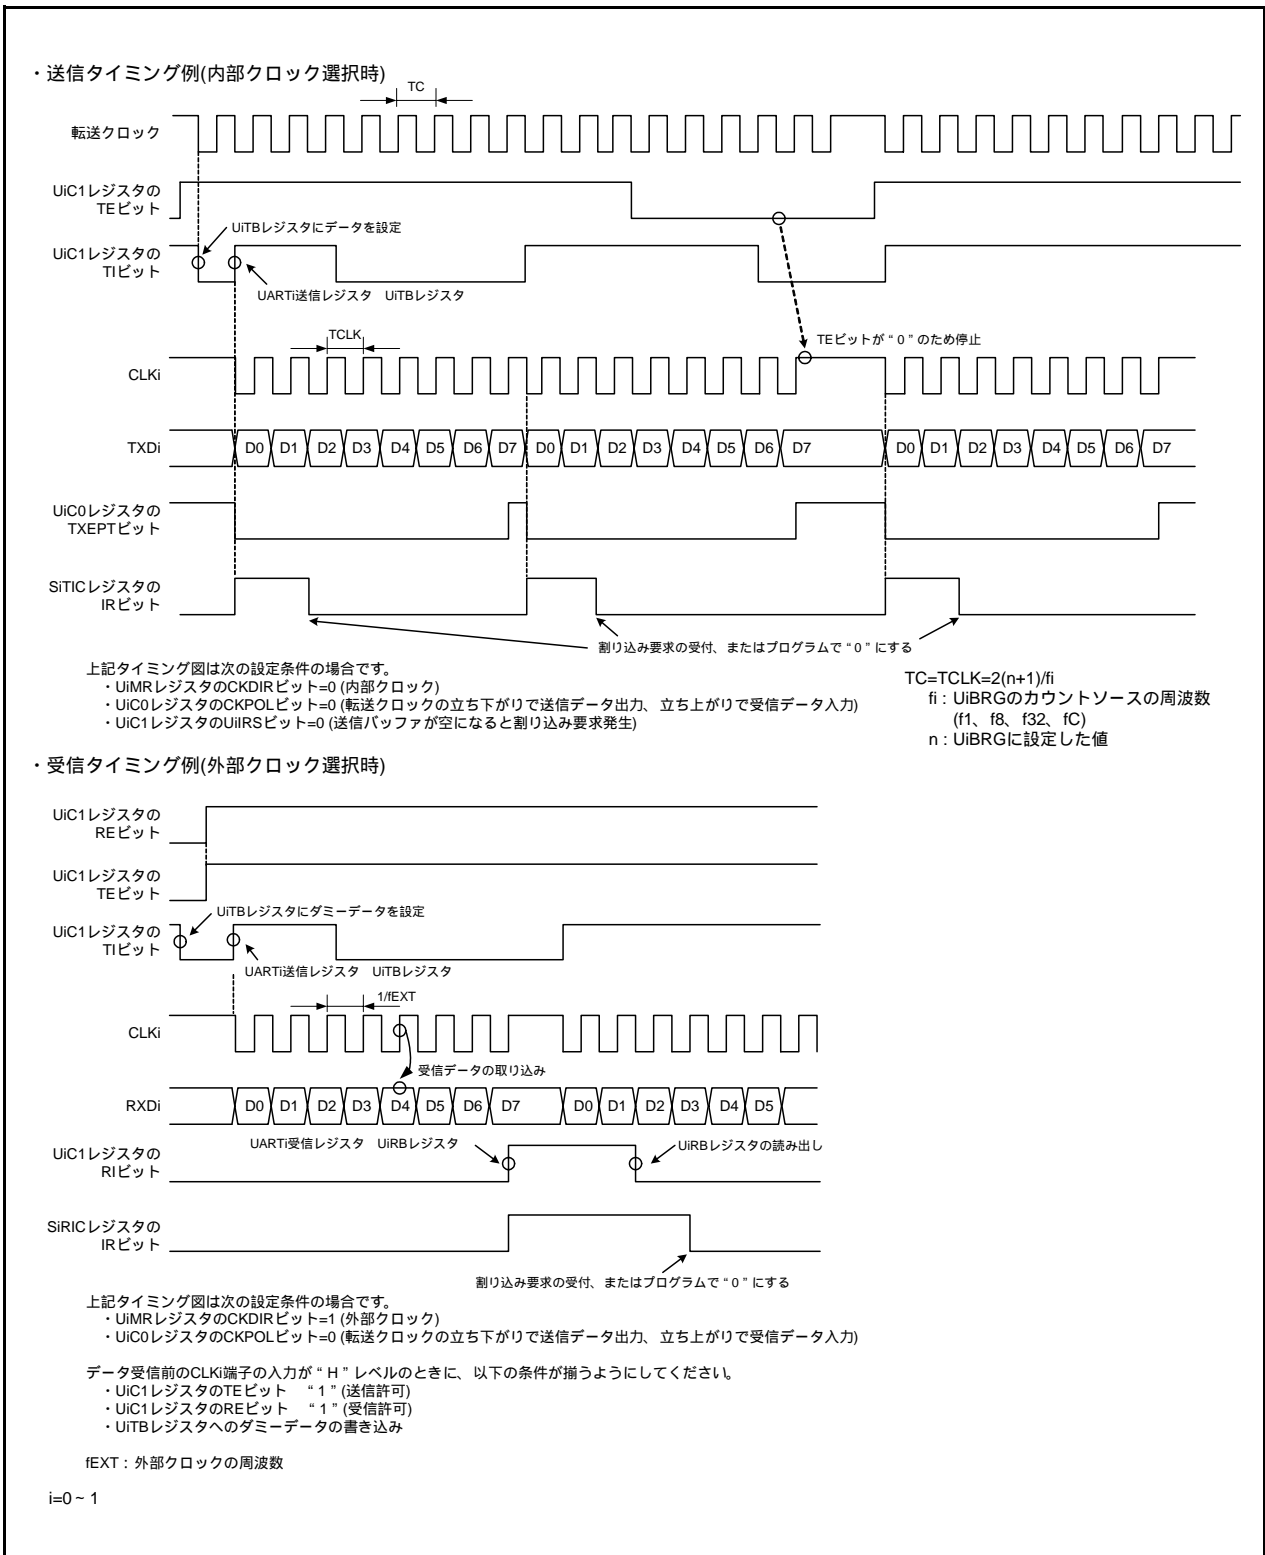 ・送信タイミング例(内部クロック選択時)
TC
転送クロック
UiC1レジスタの
TEビット
UiTBレジスタにデータを設定
UiC1レジスタの
TIビット
UARTi送信レジスタ　UiTBレジスタ
TCLK
TEビットが“0”のため停止
CLKi
TXDi D0 D1 D2 D3 D4 D5 D6 D7 D0 D1 D2 D3 D4 D5 D6 D7 D0 D1 D2 D3 D4 D5 D6 D7
UiC0レジスタの
TXEPTビット
SiTICレジスタの
IRビット
割り込み要求の受付、またはプログラムで“0”にする
上記タイミング図は次の設定条件の場合です。
・UiMRレジスタのCKDIRビット=0 (内部クロック)
・UiC0レジスタのCKPOLビット=0 (転送クロックの立ち下がりで送信データ出力、立ち上がりで受信データ入力)
・UiC1レジスタのUiIRSビット=0 (送信バッファが空になると割り込み要求発生)
TC=TCLK=2(n+1)/fi
fi : UiBRGのカウントソースの周波数
(f1、f8、f32、fC)
n : UiBRGに設定した値
・受信タイミング例(外部クロック選択時)
UiC1レジスタの
REビット
UiC1レジスタの
TEビット
UiTBレジスタにダミーデータを設定
UiC1レジスタの
TIビット
UARTi送信レジスタ　UiTBレジスタ
1/fEXT
CLKi
受信データの取り込み
RXDi D0 D1 D2 D3 D4 D5 D6 D7 D0 D1 D2 D3 D4 D5
UARTi受信レジスタ　UiRBレジスタ
UiRBレジスタの読み出し
UiC1レジスタの
RIビット
SiRICレジスタの
IRビット
割り込み要求の受付、またはプログラムで“0”にする
上記タイミング図は次の設定条件の場合です。
・UiMRレジスタのCKDIRビット=1 (外部クロック)
・UiC0レジスタのCKPOLビット=0 (転送クロックの立ち下がりで送信データ出力、立ち上がりで受信データ入力)
データ受信前のCLKi端子の入力が“H”レベルのときに、以下の条件が揃うようにしてください。
・UiC1レジスタのTEビット　“1”(送信許可)
・UiC1レジスタのREビット　“1”(受信許可)
・UiTBレジスタへのダミーデータの書き込み
fEXT : 外部クロックの周波数
i=0~1